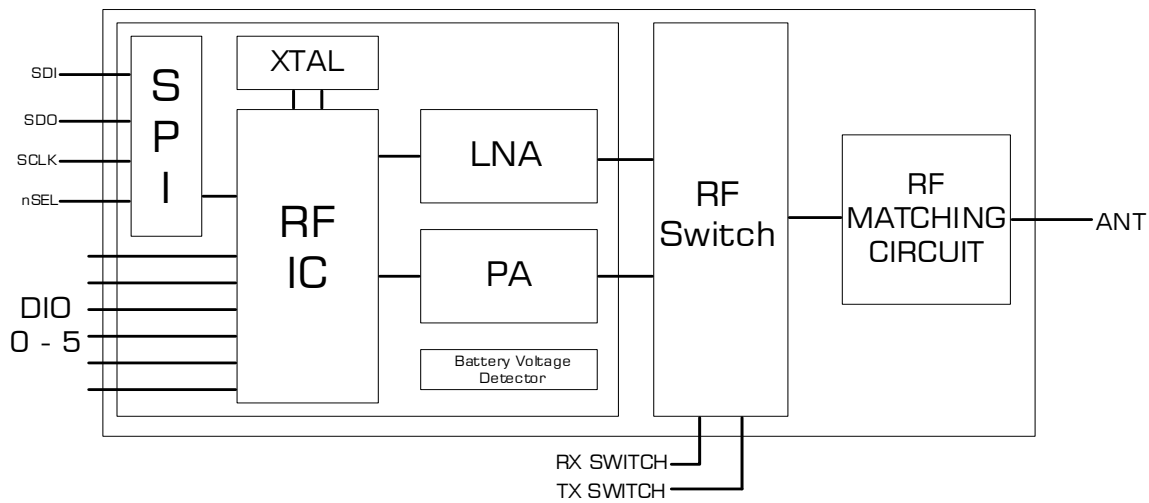 SDI
SDO
SCLK
nSEL
DIO
0 - 5
S
P
I
XTAL
RF
IC
LNA
PA
Battery Voltage
Detector
RF
Switch
RF
MATCHING
CIRCUIT
ANT
RX SWITCH
TX SWITCH